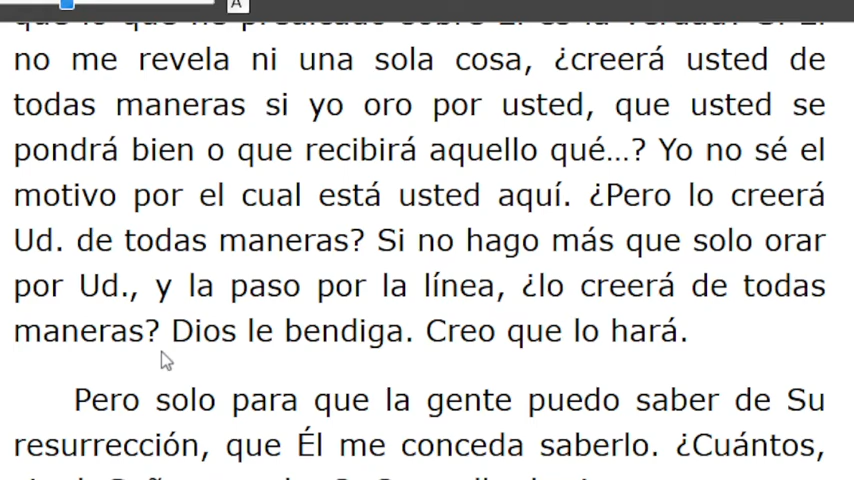 A
no me revela ni una sola cosa, ¿creerá usted de
todas maneras si yo oro por usted, que usted se
pondrá bien o que recibirá aquello qué...? Yo no sé el
motivo por el cual está usted aquí. ¿Pero lo creerá
Ud. de todas maneras? Si no hago más que solo orar
por Ud., y la paso por la línea, ¿lo creerá de todas
maneras? Dios le bendiga. Creo que lo hará.
Pero solo para que la gente puedo saber de Su
resurrección, que Él me conceda saberlo. ¿Cuántos,